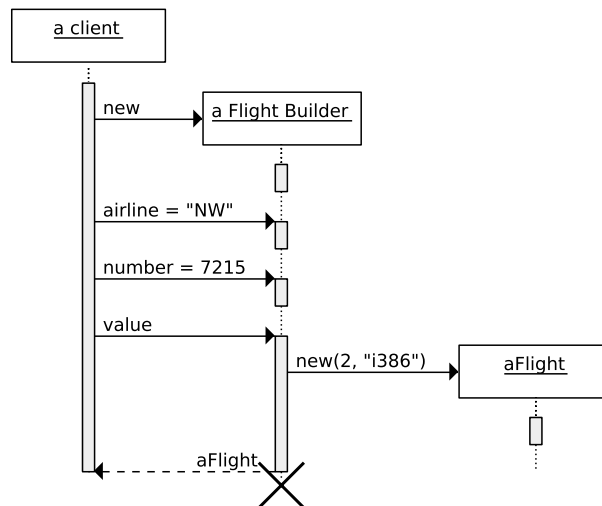 a client
new
a Flight Builder
airline = "NW"
number = 7215
value
new(2, "i386")
aFlight
aFlight